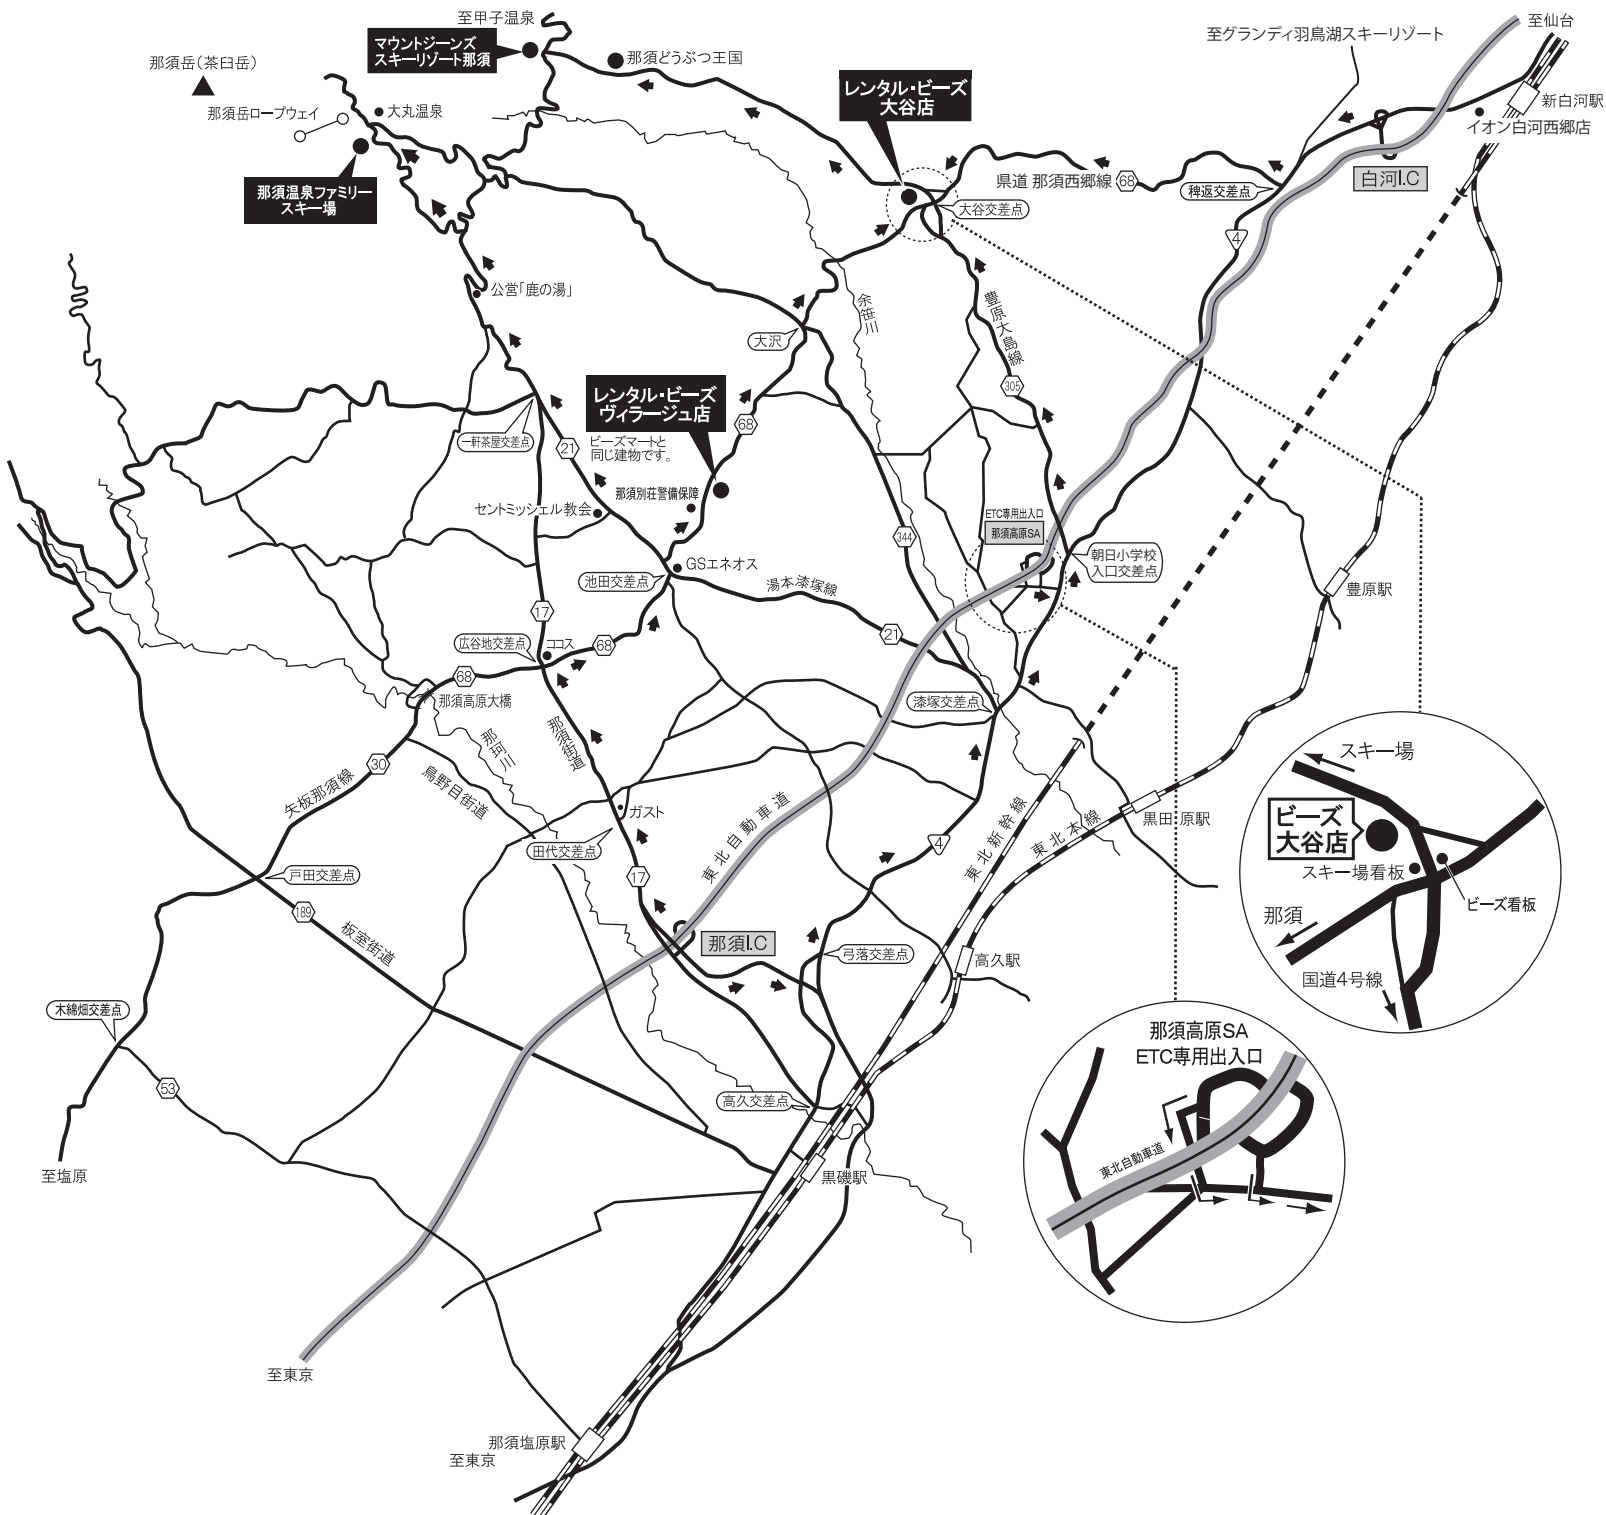 至甲子温泉
マウントジーンズ
スキーリゾート那須
那須どうぶつ王国
至グランディ羽鳥湖スキーリゾート
至仙台
那須岳(茶臼岳)
那須岳ロープウェイ
大丸温泉
レンタル・ビーズ
大谷店
新白河駅
イオン白河西郷店
那須温泉ファミリー
スキー場
県道 那須西郷線
68
稗返交差点
白河I.C
大谷交差点
4
公営「鹿の湯」
余笹川
豊原大島線
大沢
305
レンタル・ビーズ
ヴィラージュ店
ビーズマートと
同じ建物です。
68
一軒茶屋交差点
21
那須別荘警備保障
セントミッシェル教会
ETC専用出入口
那須高原SA
344
朝日小学校
入口交差点
GSエネオス
池田交差点
湯本漆塚線
豊原駅
17
21
広谷地交差点
ココス
68
68
那須高原大橋
漆塚交差点
那珂川
那須街道
30
矢板那須線
鳥野目街道
ガスト
東北自動車道
東北新幹線
東北本線
黒田原駅
4
田代交差点
戸田交差点
17
189
板室街道
那須I.C
弓落交差点
高久駅
スキー場
ビーズ
大谷店
スキー場看板
ビーズ看板
那須
国道4号線
木綿畑交差点
53
高久交差点
那須高原SA
ETC専用出入口
東北自動車道
至塩原
黒磯駅
至東京
那須塩原駅
至東京